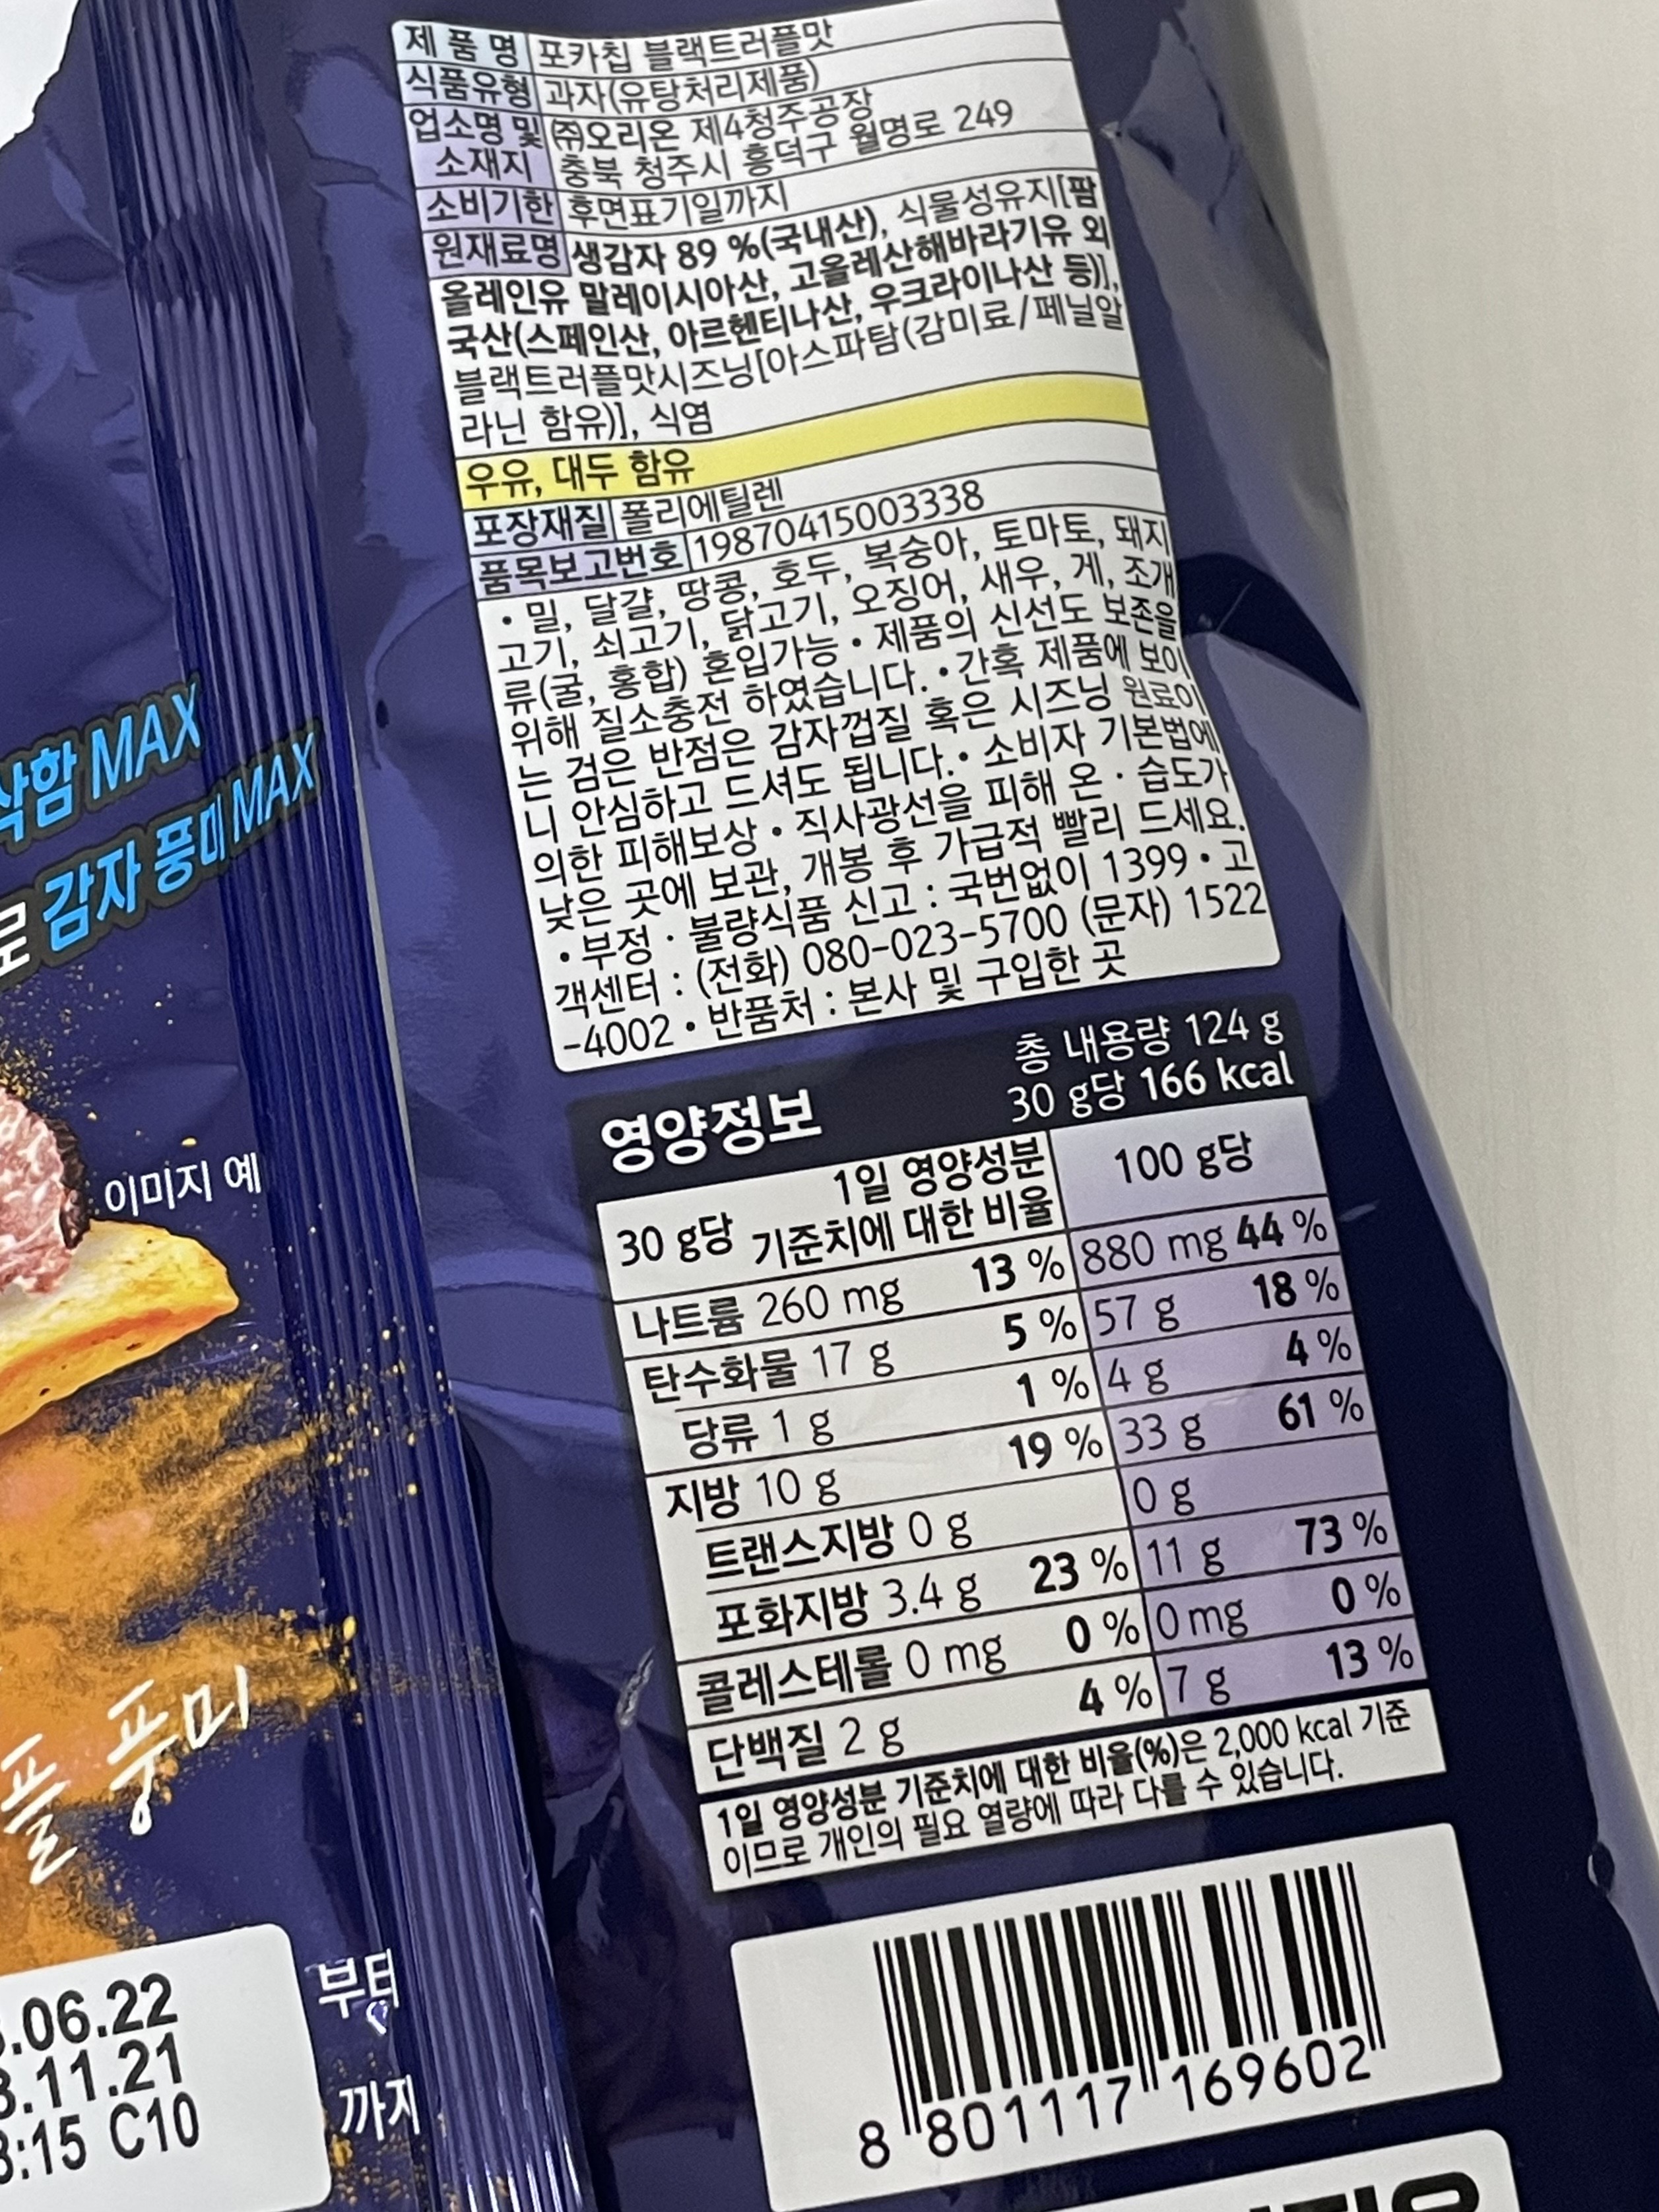 제 품 명 포카칩 블랙트러플맛
식품유형 과자(유탕처리제품)
업소명 및 ㈜오리온 제4청주공장
소재지 충북 청주시 흥덕구 월명로 249
소비기한 후면표기일까지
원재료명 생감자 89 %(국내산), 식물성유지[팜
올레인유 말레이시아산, 고올레산해바라기유 외
국산(스페인산, 아르헨티나산, 우크라이나산 등)],
블랙트러플맛시즈닝[아스파탐(감미료/페닐알
라닌 함유)], 식염
우유, 대두 함유
포장재질 폴리에틸렌
품목보고번호 19870415003338
• 밀, 달걀, 땅콩, 호두, 복숭아, 토마토, 돼지
고기, 쇠고기, 닭고기, 오징어, 새우, 게, 조개
류(굴, 홍합) 혼입가능 • 제품의 신선도 보존을
위해 질소충전 하였습니다. • 간혹 제품에 보이
는 검은 반점은 감자껍질 혹은 시즈닝 원료이
니 안심하고 드셔도 됩니다. • 소비자 기본법에
의한 피해보상 • 직사광선을 피해 온 · 습도가
낮은 곳에 보관, 개봉 후 가급적 빨리 드세요.
• 부정 · 불량식품 신고 : 국번없이 1399 • 고
객센터 : (전화) 080-023-5700 (문자) 1522
-4002 • 반품처 : 본사 및 구입한 곳
삭함 MAX
로 감자 풍미 MAX
이미지 예
플 풍미
영양정보
총 내용량 124 g
30 g당 166 kcal
30 g당 1일 영양성분 기준치에 대한 비율 100 g당
나트륨 260 mg 13 % 880 mg 44 %
탄수화물 17 g 5 % 57 g 18 %
당류 1 g 1 % 4 g 4 %
지방 10 g 19 % 33 g 61 %
트랜스지방 0 g 0 g
포화지방 3.4 g 23 % 11 g 73 %
콜레스테롤 0 mg 0 % 0 mg 0 %
단백질 2 g 4 % 7 g 13 %
1일 영양성분 기준치에 대한 비율(%)은 2,000 kcal 기준
이므로 개인의 필요 열량에 따라 다를 수 있습니다.
.06.22 부터
.11.21 까지
:15 C10
8 801117 169602